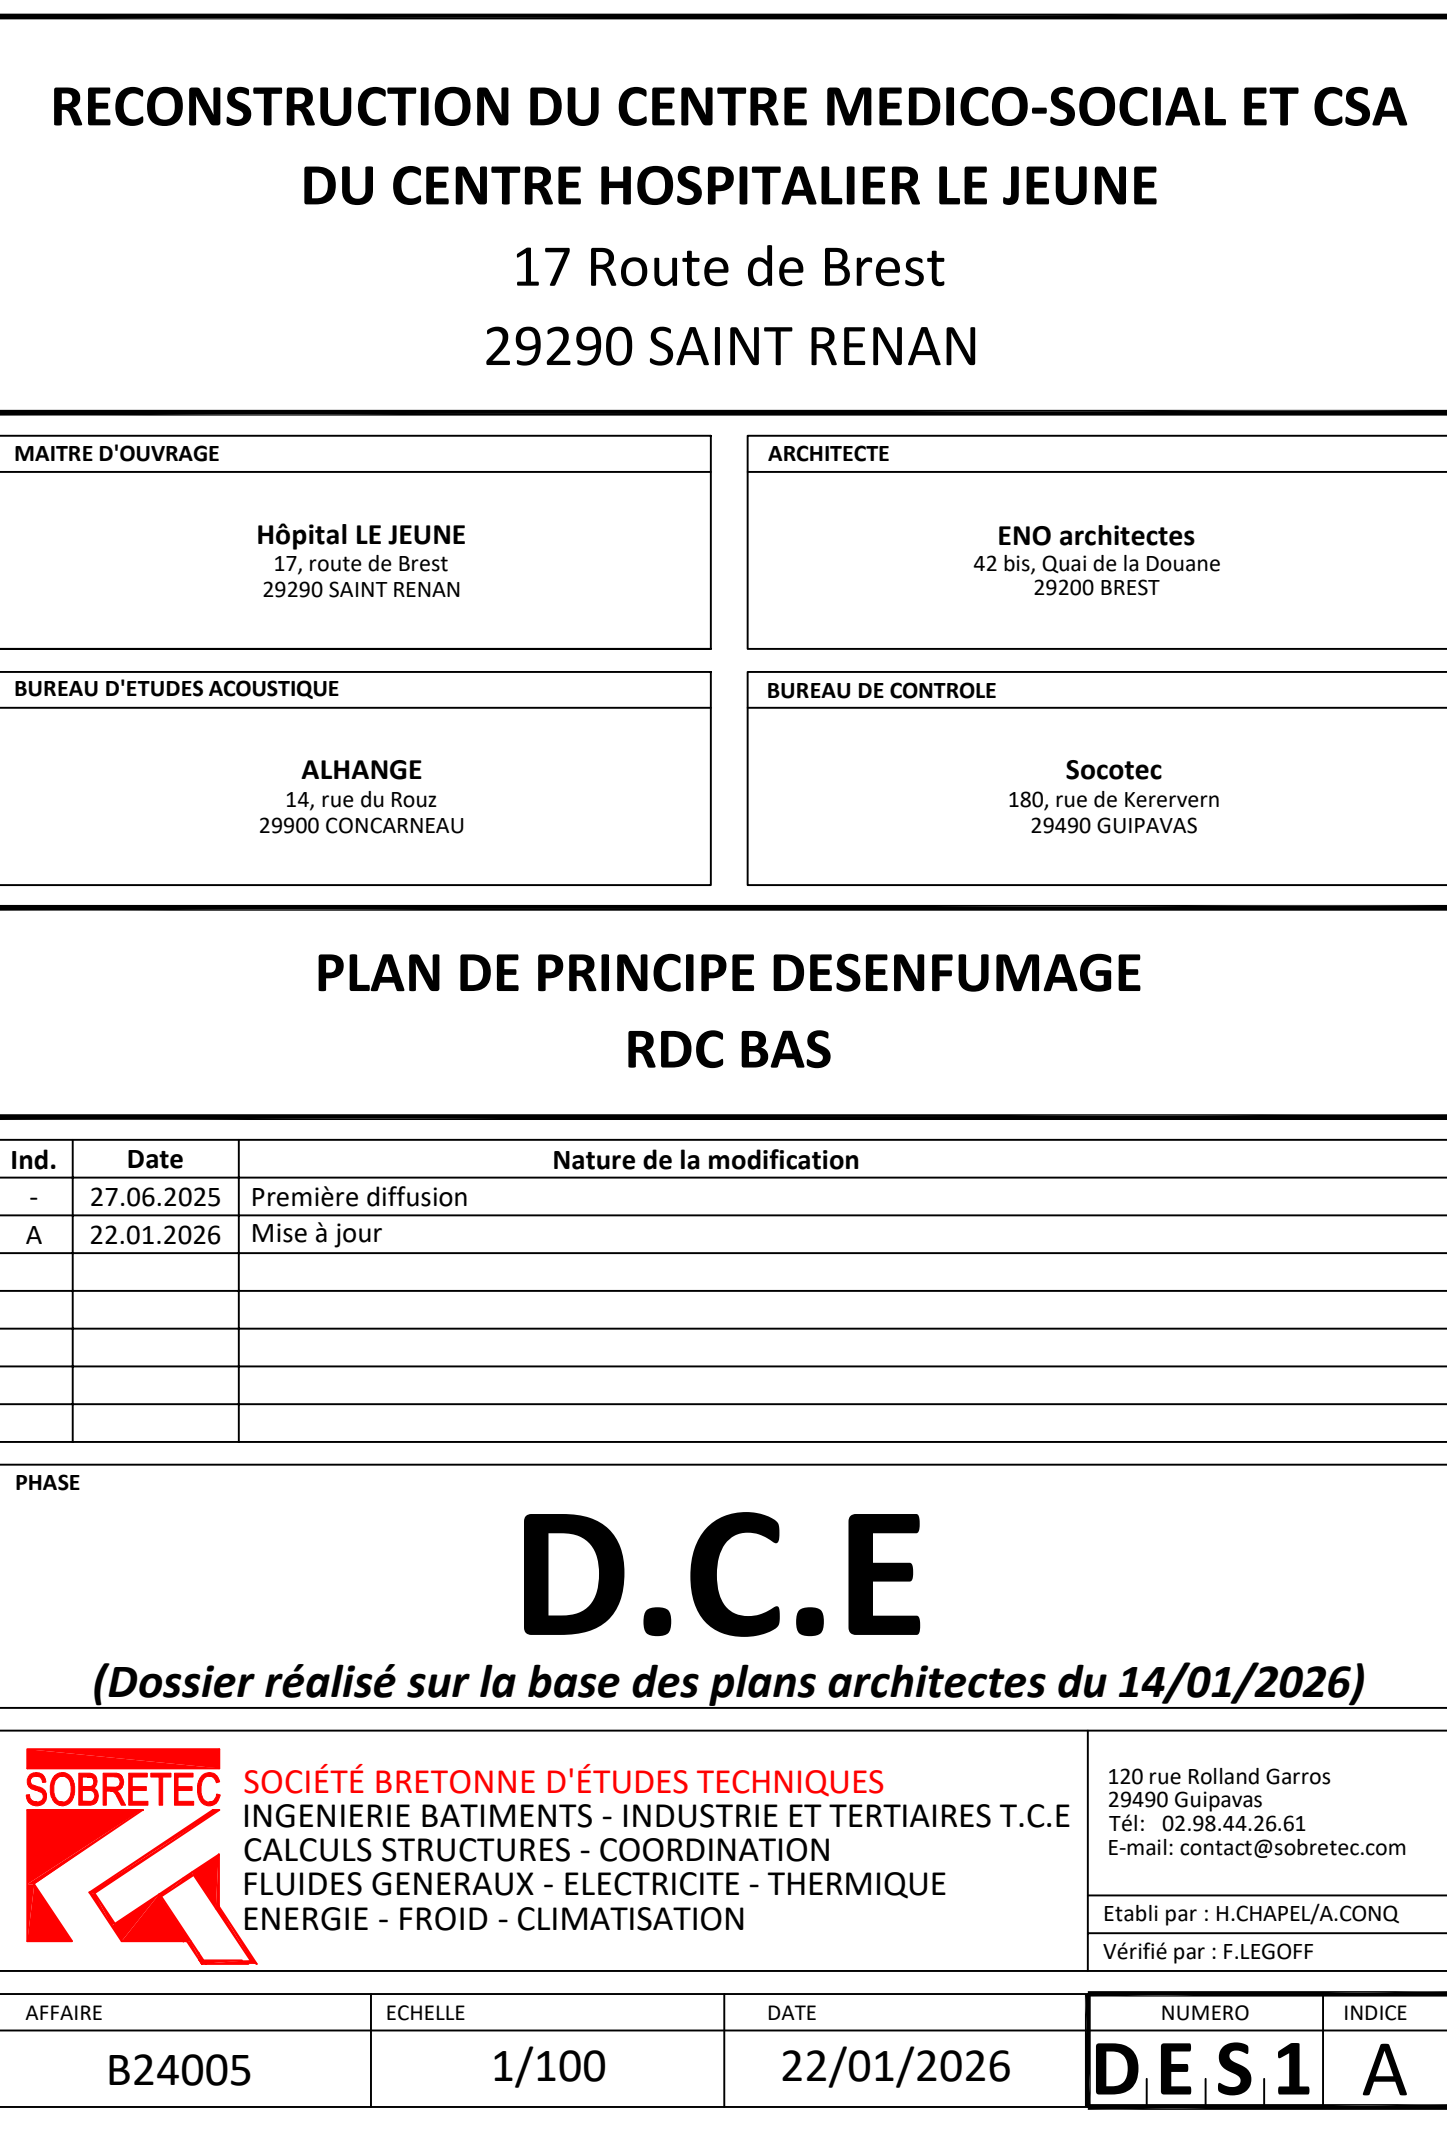 RECONSTRUCTION DU CENTRE MEDICO-SOCIAL ET CSA
DU CENTRE HOSPITALIER LE JEUNE
17 Route de Brest
29290 SAINT RENAN
MAITRE D'OUVRAGE
Hôpital LE JEUNE
17, route de Brest
29290 SAINT RENAN
ARCHITECTE
ENO architectes
42 bis, Quai de la Douane
29200 BREST
BUREAU D'ETUDES ACOUSTIQUE
ALHANGE
14, rue du Rouz
29900 CONCARNEAU
BUREAU DE CONTROLE
Socotec
180, rue de Kerervern
29490 GUIPAVAS
PLAN DE PRINCIPE DESENFUMAGE
RDC BAS
Ind. Date Nature de la modification
- 27.06.2025 Première diffusion
A 22.01.2026 Mise à jour
PHASE
D.C.E
(Dossier réalisé sur la base des plans architectes du 14/01/2026)
SOBRETEC
SOCIÉTÉ BRETONNE D'ÉTUDES TECHNIQUES
INGENIERIE BATIMENTS - INDUSTRIE ET TERTIAIRES T.C.E
CALCULS STRUCTURES - COORDINATION
FLUIDES GENERAUX - ELECTRICITE - THERMIQUE
ENERGIE - FROID - CLIMATISATION
120 rue Rolland Garros
29490 Guipavas
Tél: 02.98.44.26.61
E-mail: contact@sobretec.com
Etabli par : H.CHAPEL/A.CONQ
Vérifié par : F.LEGOFF
AFFAIRE ECHELLE DATE NUMERO INDICE
B24005 1/100 22/01/2026 DES1 A